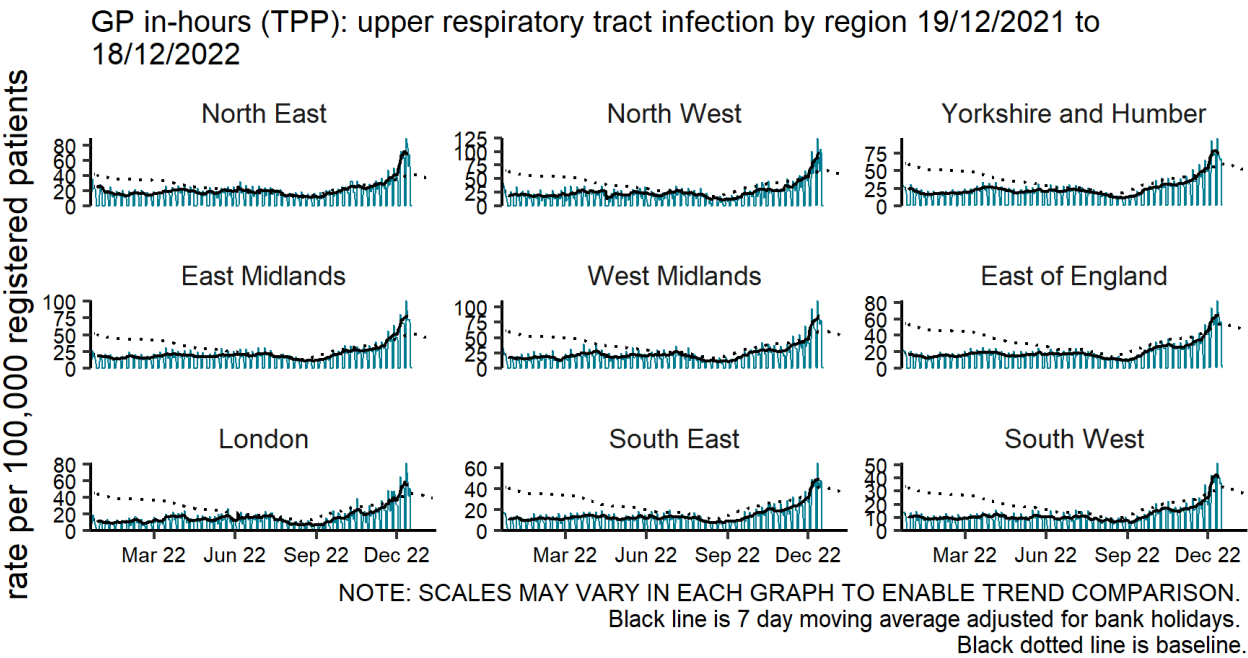 GP in-hours (TPP): upper respiratory tract infection by region 19/12/2021 to
18/12/2022
rate per 100,000 registered patients
North East
80
60
40
20
0
North West
125
100
75
50
25
0
Yorkshire and Humber
75
50
25
0
East Midlands
100
75
50
25
0
West Midlands
100
75
50
25
0
East of England
80
60
40
20
0
London
80
60
40
20
0
Mar 22 Jun 22 Sep 22 Dec 22
South East
60
40
20
0
Mar 22 Jun 22 Sep 22 Dec 22
South West
50
40
30
20
10
0
Mar 22 Jun 22 Sep 22 Dec 22
NOTE: SCALES MAY VARY IN EACH GRAPH TO ENABLE TREND COMPARISON.
Black line is 7 day moving average adjusted for bank holidays.
Black dotted line is baseline.